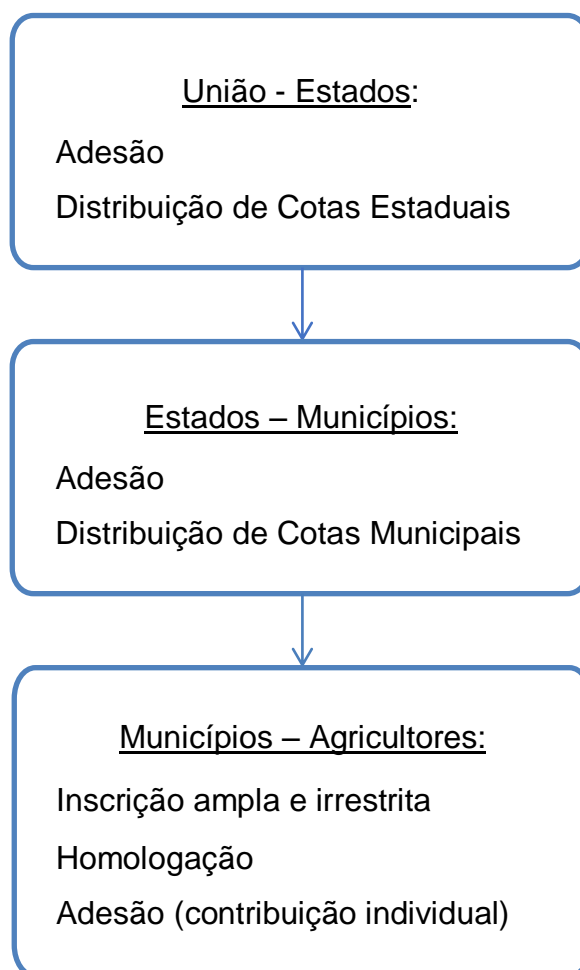 União - Estados:
Adesão
Distribuição de Cotas Estaduais
Estados – Municípios:
Adesão
Distribuição de Cotas Municipais
Municípios – Agricultores:
Inscrição ampla e irrestrita
Homologação
Adesão (contribuição individual)